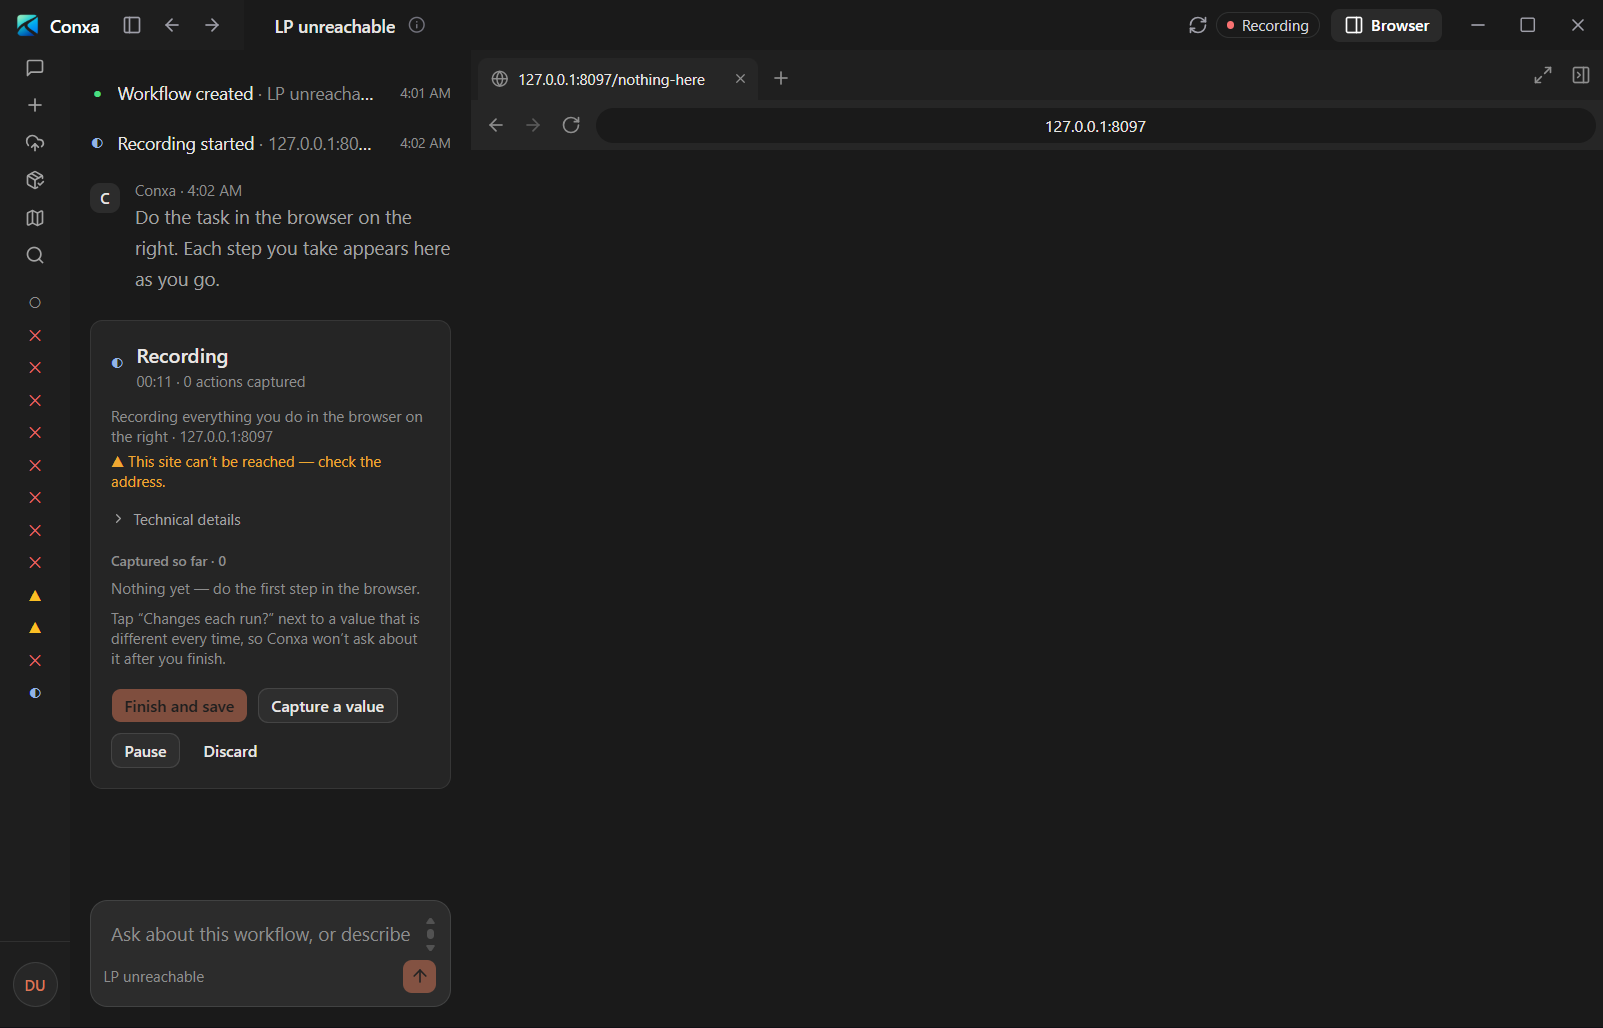 Conxa
LP unreachable
Recording
Browser
Workflow created · LP unreacha... 4:01 AM
Recording started · 127.0.0.1:80... 4:02 AM
C
Conxa · 4:02 AM
Do the task in the browser on the
right. Each step you take appears here
as you go.
Recording
00:11 · 0 actions captured
Recording everything you do in the browser on
the right · 127.0.0.1:8097
This site can’t be reached — check the
address.
Technical details
Captured so far · 0
Nothing yet — do the first step in the browser.
Tap “Changes each run?” next to a value that is
different every time, so Conxa won’t ask about
it after you finish.
Finish and save
Capture a value
Pause
Discard
Ask about this workflow, or describe
LP unreachable
DU
127.0.0.1:8097/nothing-here
127.0.0.1:8097